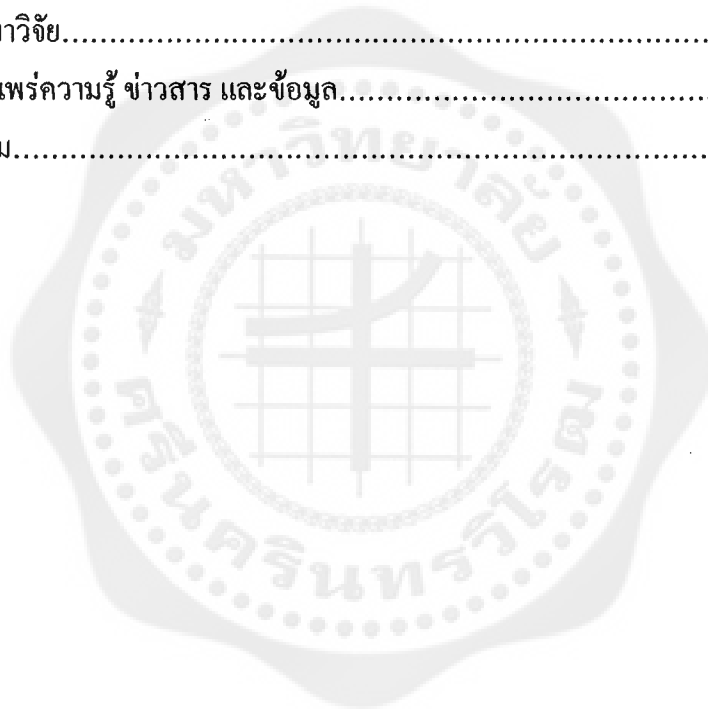 าวิจัย................................................................
นพร่ความรู้ ข่าวสาร และข้อมูล................................
ม................................................................
มหาวิทยาลัย
ศรีนครินทรวิโรฒ